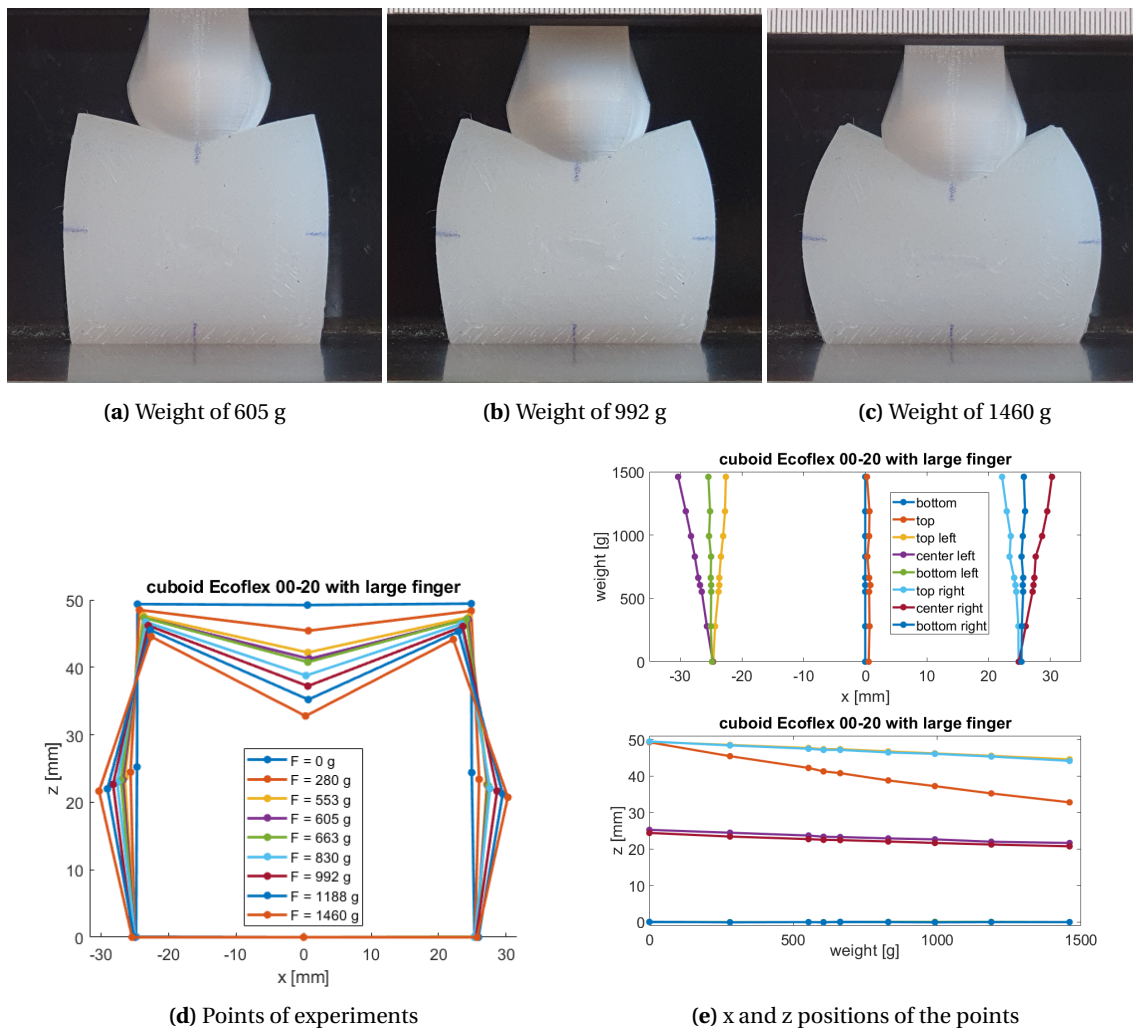 (a) Weight of 605 g
(b) Weight of 992 g
(c) Weight of 1460 g
cuboid Ecoflex 00-20 with large finger
50
40
30
20
10
0
z [mm]
F = 0 g
F = 280 g
F = 553 g
F = 605 g
F = 663 g
F = 830 g
F = 992 g
F = 1188 g
F = 1460 g
-30 -20 -10 0 10 20 30
x [mm]
(d) Points of experiments
cuboid Ecoflex 00-20 with large finger
1500
1000
500
0
weight [g]
bottom
top
top left
center left
bottom left
top right
center right
bottom right
-30 -20 -10 0 10 20 30
x [mm]
cuboid Ecoflex 00-20 with large finger
50
40
30
20
10
0
z [mm]
0 500 1000 1500
weight [g]
(e) x and z positions of the points